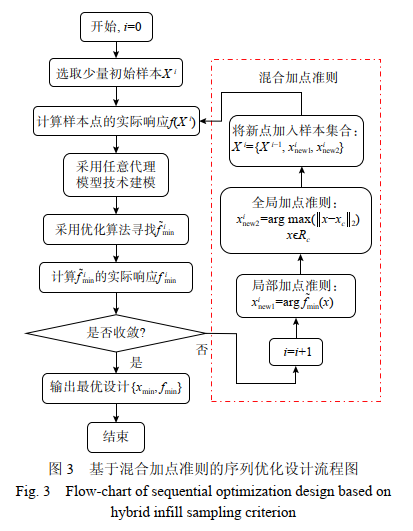 开始, i=0
选取少量初始样本X^i
计算样本点的实际响应f(X^i)
采用任意代理
模型技术建模
采用优化算法寻找f̃^i_min
计算f̃^i_min的实际响应f^i_min
是否收敛?
是
否
输出最优设计{x_min, f_min}
结束
混合加点准则
将新点加入样本集合:
X^i={X^{i−1}, x^i_new1, x^i_new2}
全局加点准则:
x^i_new2=arg max(‖x−x_c‖_2)
xϵR_c
局部加点准则:
x^i_new1=arg f̃_min(x)
i=i+1
图 3 基于混合加点准则的序列优化设计流程图
Fig. 3 Flow-chart of sequential optimization design based on
hybrid infill sampling criterion